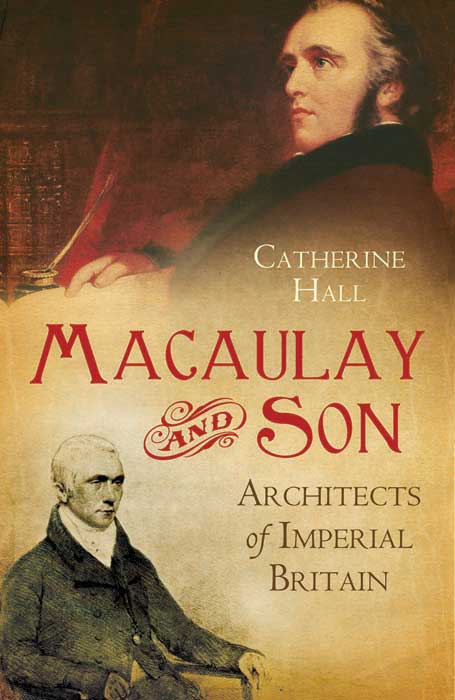 CATHERINE
HALL
MACAULAY
AND SON
ARCHITECTS
of IMPERIAL
BRITAIN